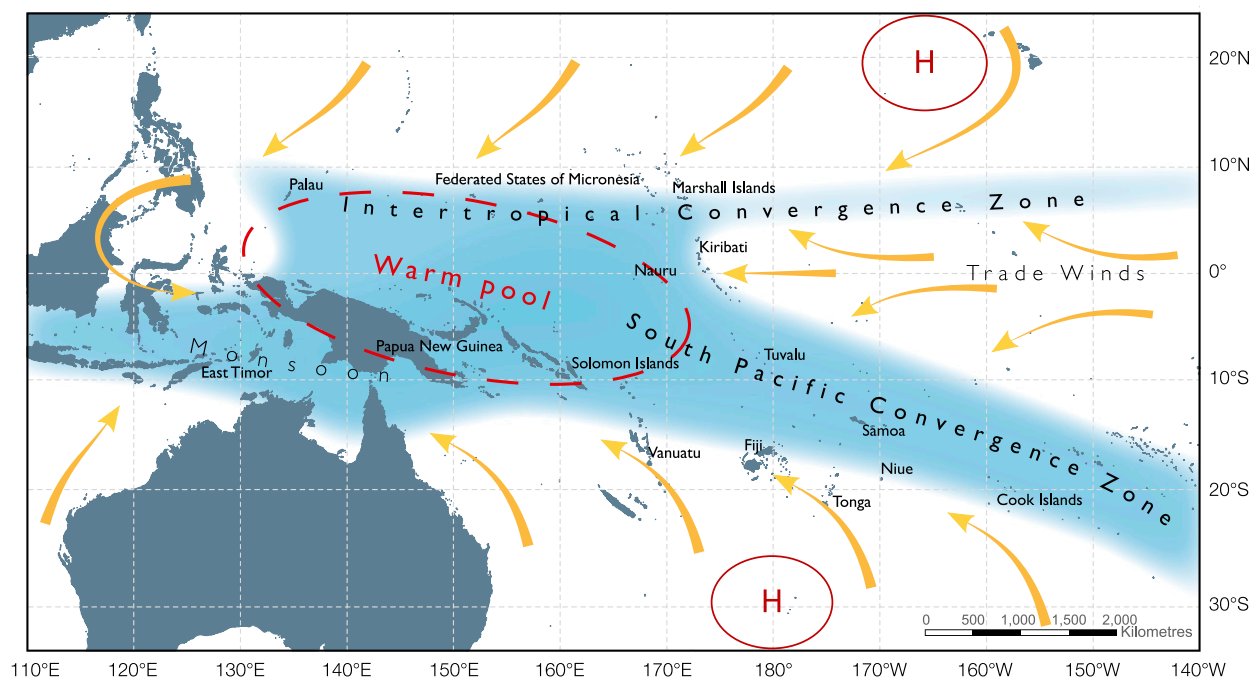 H
20°N
10°N
Palau
Federated States of Micronesia
Marshall Islands
Intertropical Convergence Zone
Kiribati
Warm pool
Nauru
Trade Winds
0°
South Pacific Convergence Zone
Monsoon
Papua New Guinea
Tuvalu
East Timor
Solomon Islands
10°S
Samoa
Vanuatu
Fiji
Niue
20°S
Tonga
Cook Islands
H
30°S
0 500 1,000 1,500 2,000
Kilometres
110°E 120°E 130°E 140°E 150°E 160°E 170°E 180° 170°W 160°W 150°W 140°W